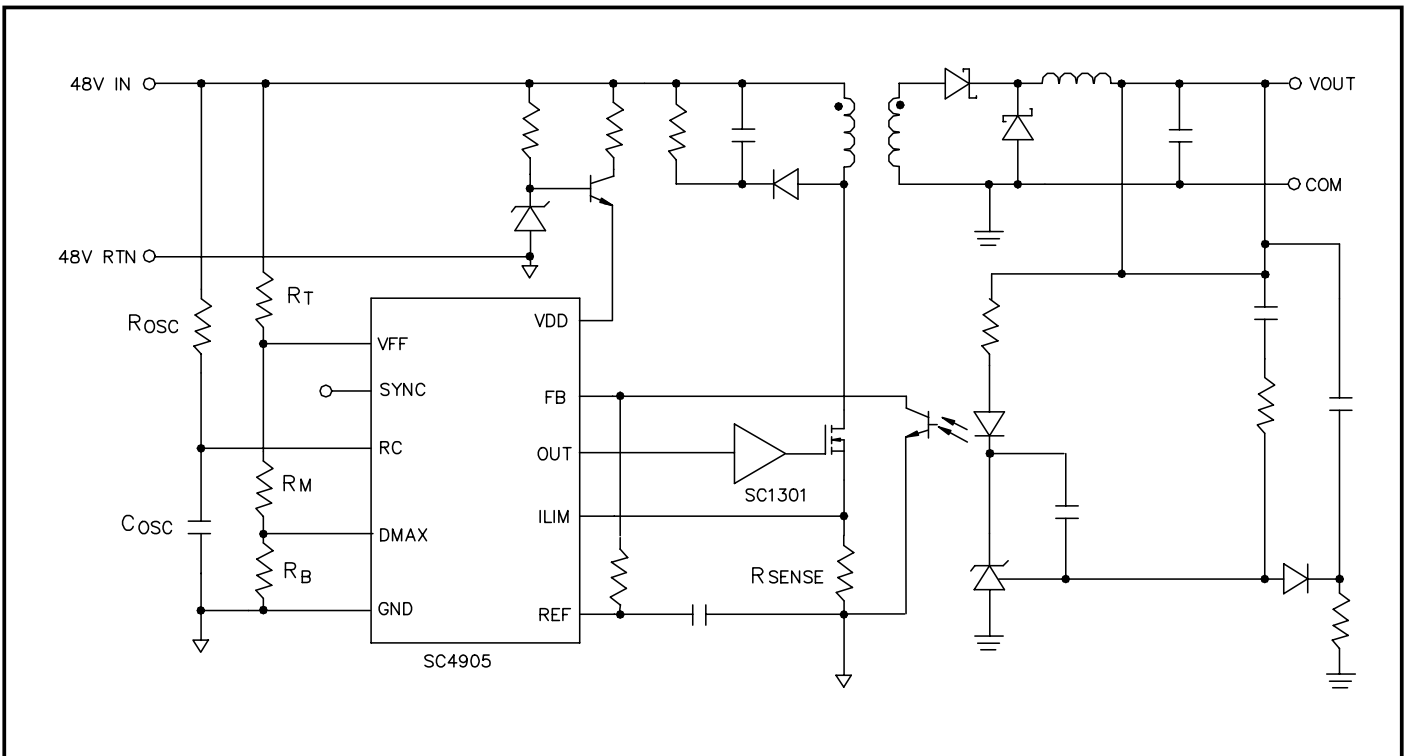 48V IN
VOUT
COM
48V RTN
RT
ROSC
VDD
VFF
SYNC
FB
RC
OUT
RM
SC1301
COSC
ILIM
DMAX
RB
RSENSE
GND
REF
SC4905